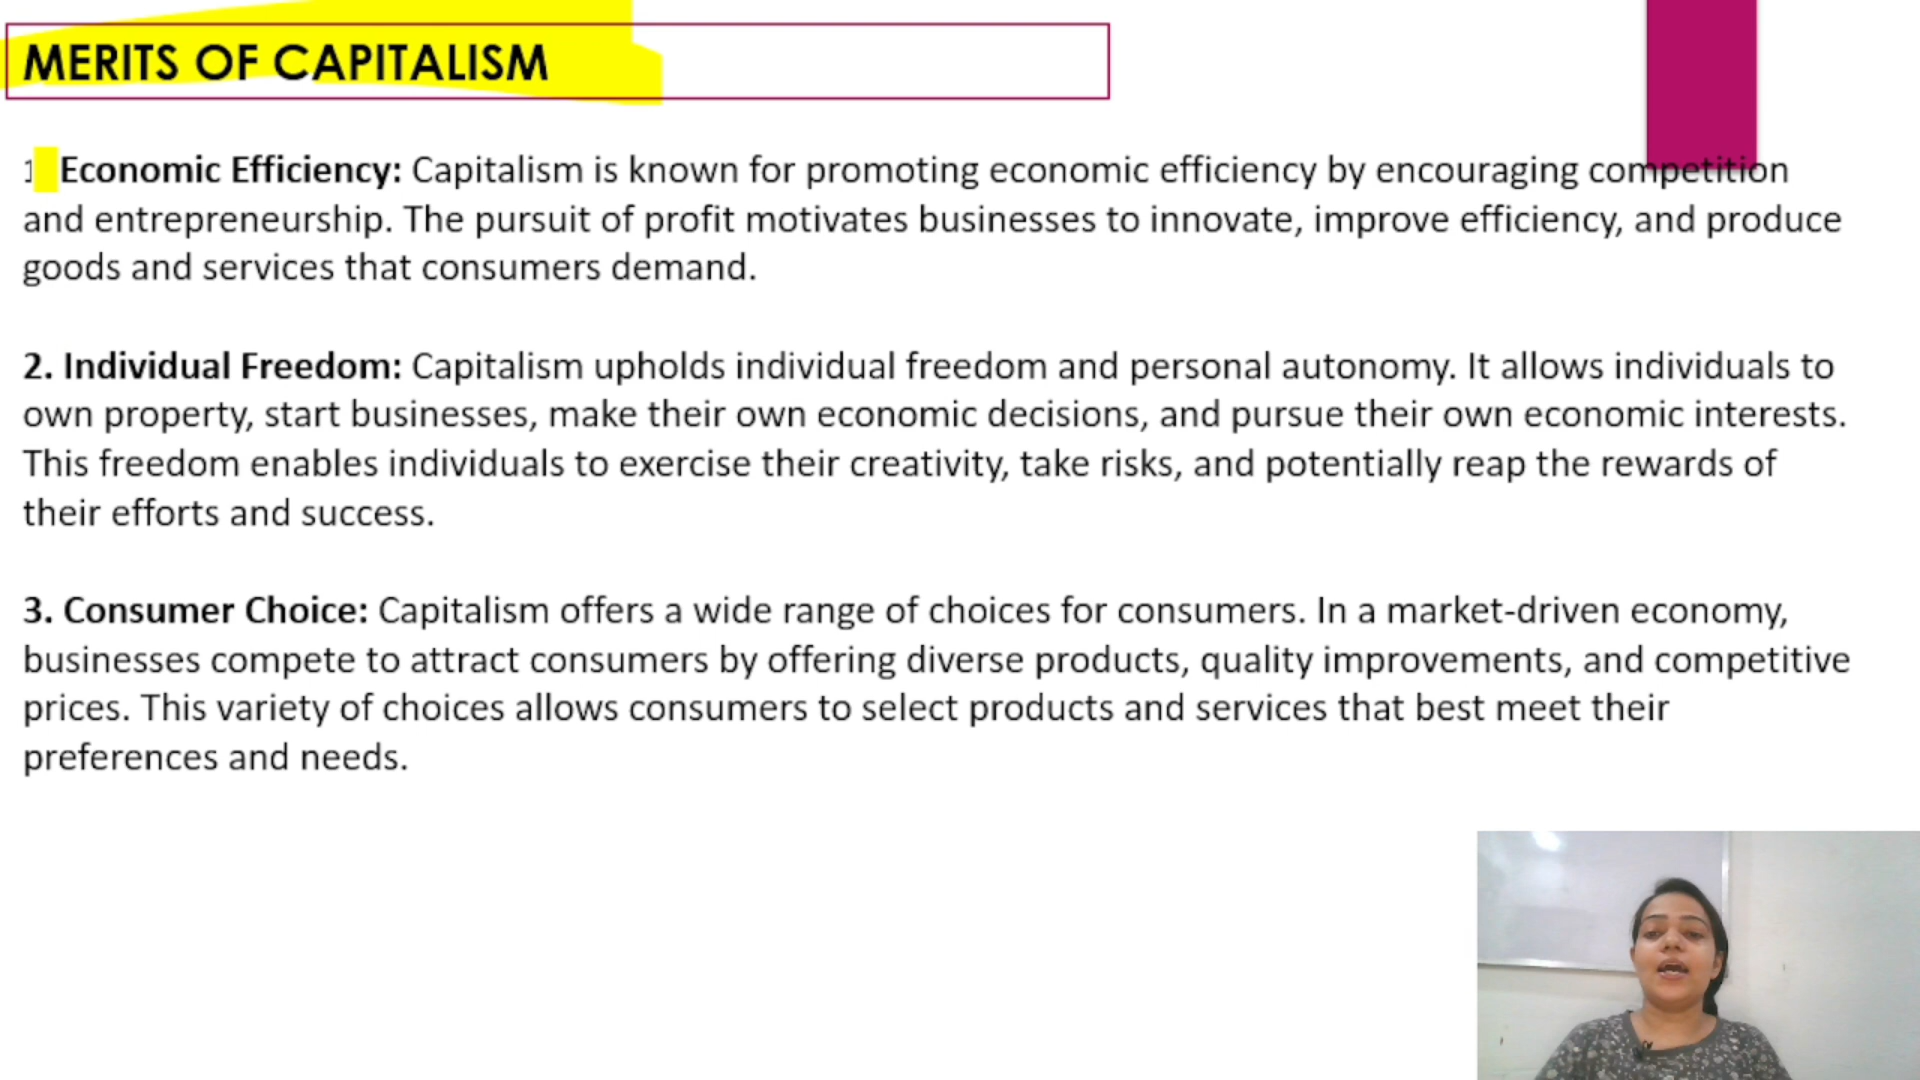 MERITS OF CAPITALISM
1 Economic Efficiency: Capitalism is known for promoting economic efficiency by encouraging competition
and entrepreneurship. The pursuit of profit motivates businesses to innovate, improve efficiency, and produce
goods and services that consumers demand.
2. Individual Freedom: Capitalism upholds individual freedom and personal autonomy. It allows individuals to
own property, start businesses, make their own economic decisions, and pursue their own economic interests.
This freedom enables individuals to exercise their creativity, take risks, and potentially reap the rewards of
their efforts and success.
3. Consumer Choice: Capitalism offers a wide range of choices for consumers. In a market-driven economy,
businesses compete to attract consumers by offering diverse products, quality improvements, and competitive
prices. This variety of choices allows consumers to select products and services that best meet their
preferences and needs.